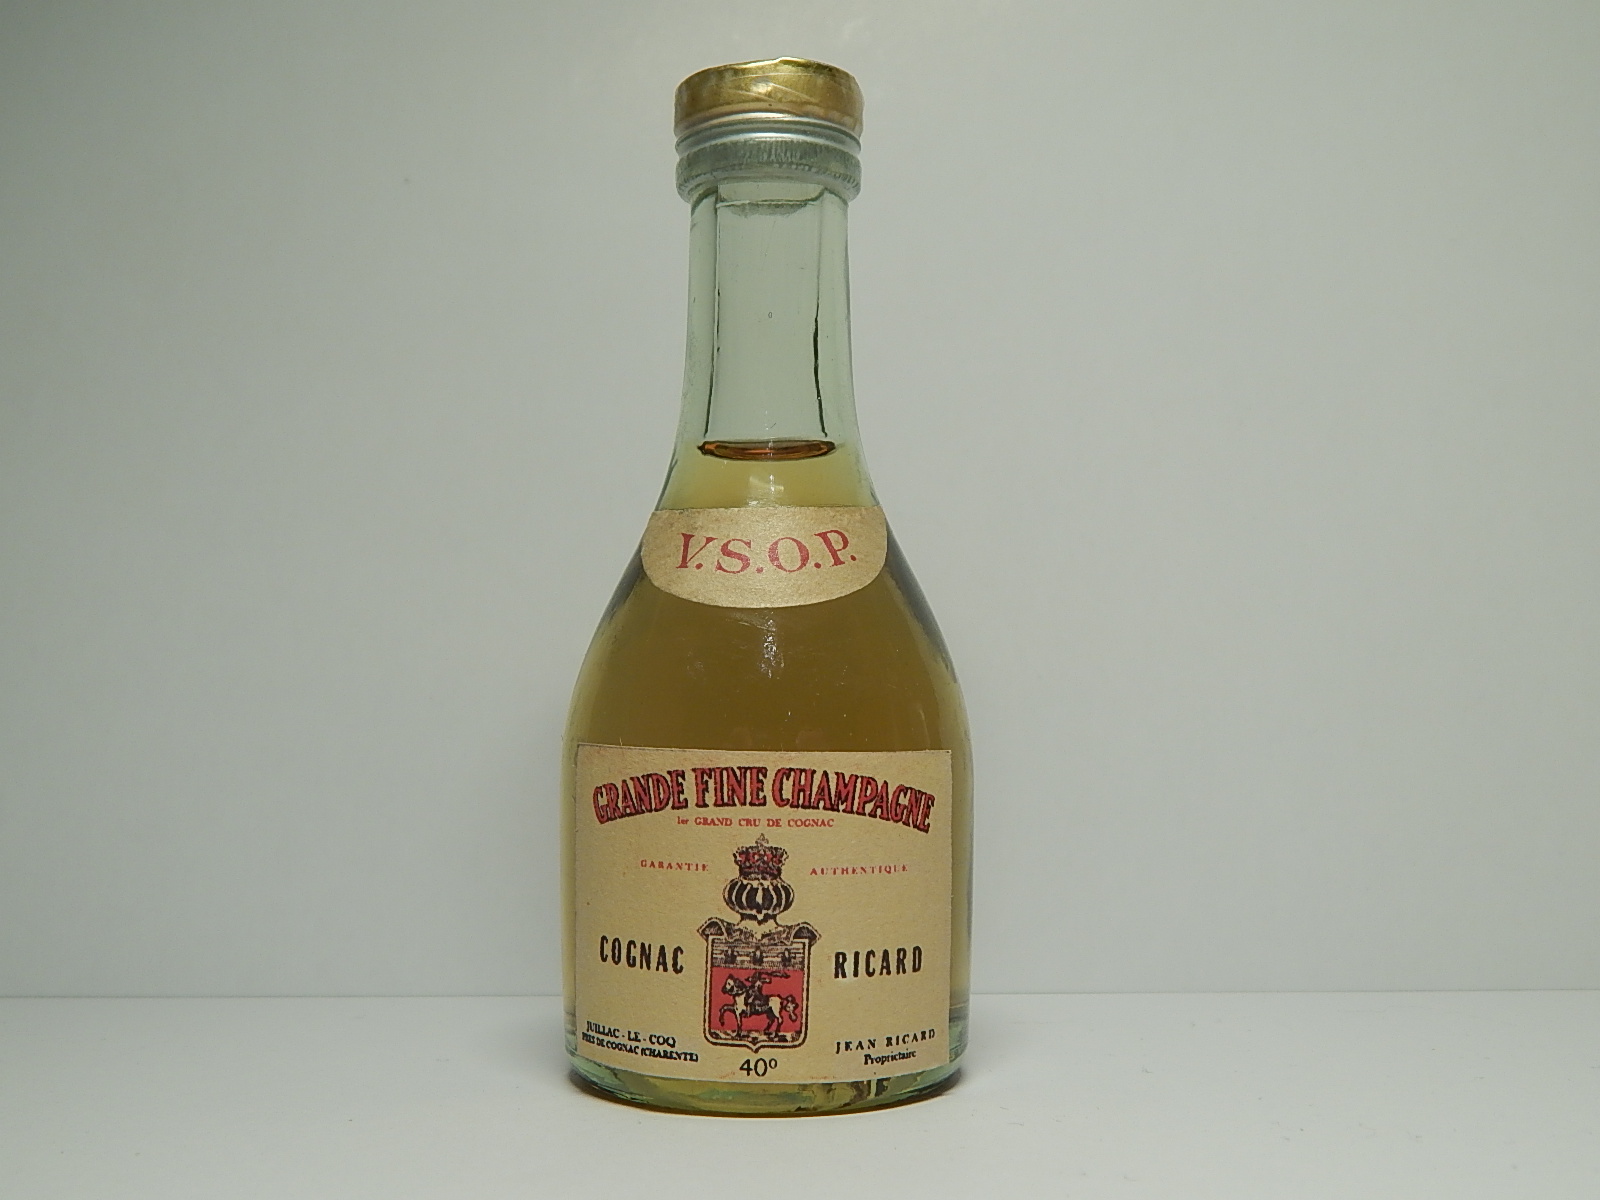 V.S.O.P.
GRANDE FINE CHAMPAGNE
1er GRAND CRU DE COGNAC
GARANTIE AUTHENTIQUE
COGNAC RICARD
JUILLAC - LE - COQ
PRES DE COGNAC (CHARENTE)
JEAN RICARD
Propriétaire
40°